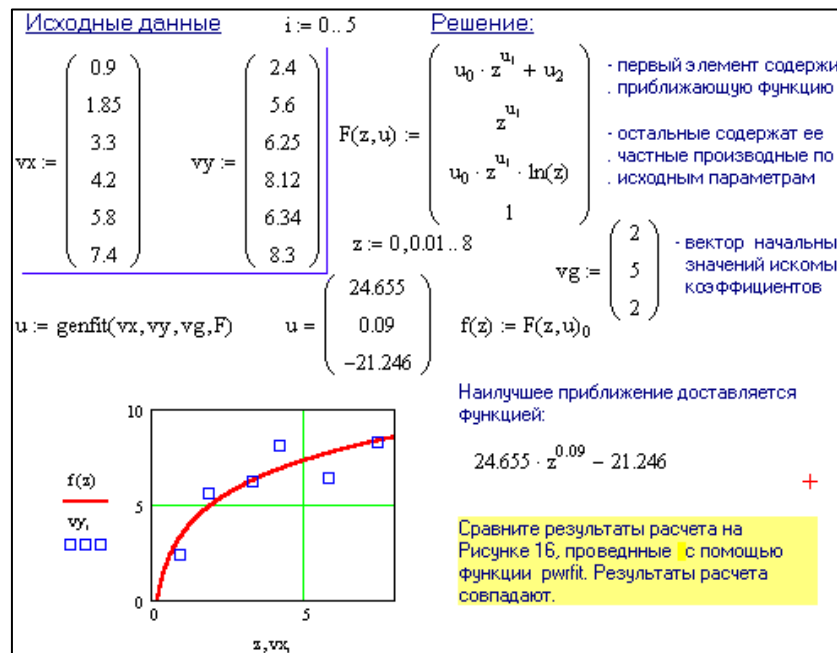 Исходные данные i := 0.. 5 Решение:
vx := ( 0.9 1.85 3.3 4.2 5.8 7.4 )
vy := ( 2.4 5.6 6.25 8.12 6.34 8.3 )
F(z,u) := ( u₀ · z^u₁ + u₂
z^u₁
u₀ · z^u₁ · ln(z)
1 )
- первый элемент содержи
. приближающую функцию
- остальные содержат ее
. частные производные по
. исходным параметрам
z := 0,0.01.. 8
vg := ( 2 5 2 )
- вектор начальны
значений искомы
коэффициентов
u := genfit(vx,vy,vg,F) u = ( 24.655 0.09 −21.246 ) f(z) := F(z,u)₀
Наилучшее приближение доставляется
функцией:
24.655 · z^0.09 − 21.246
10
f(z)
5
vyᵢ
0
0 5
z,vxᵢ
Сравните результаты расчета на
Рисунке 16, проведнные с помощью
функции pwrfit. Результаты расчета
совпадают.